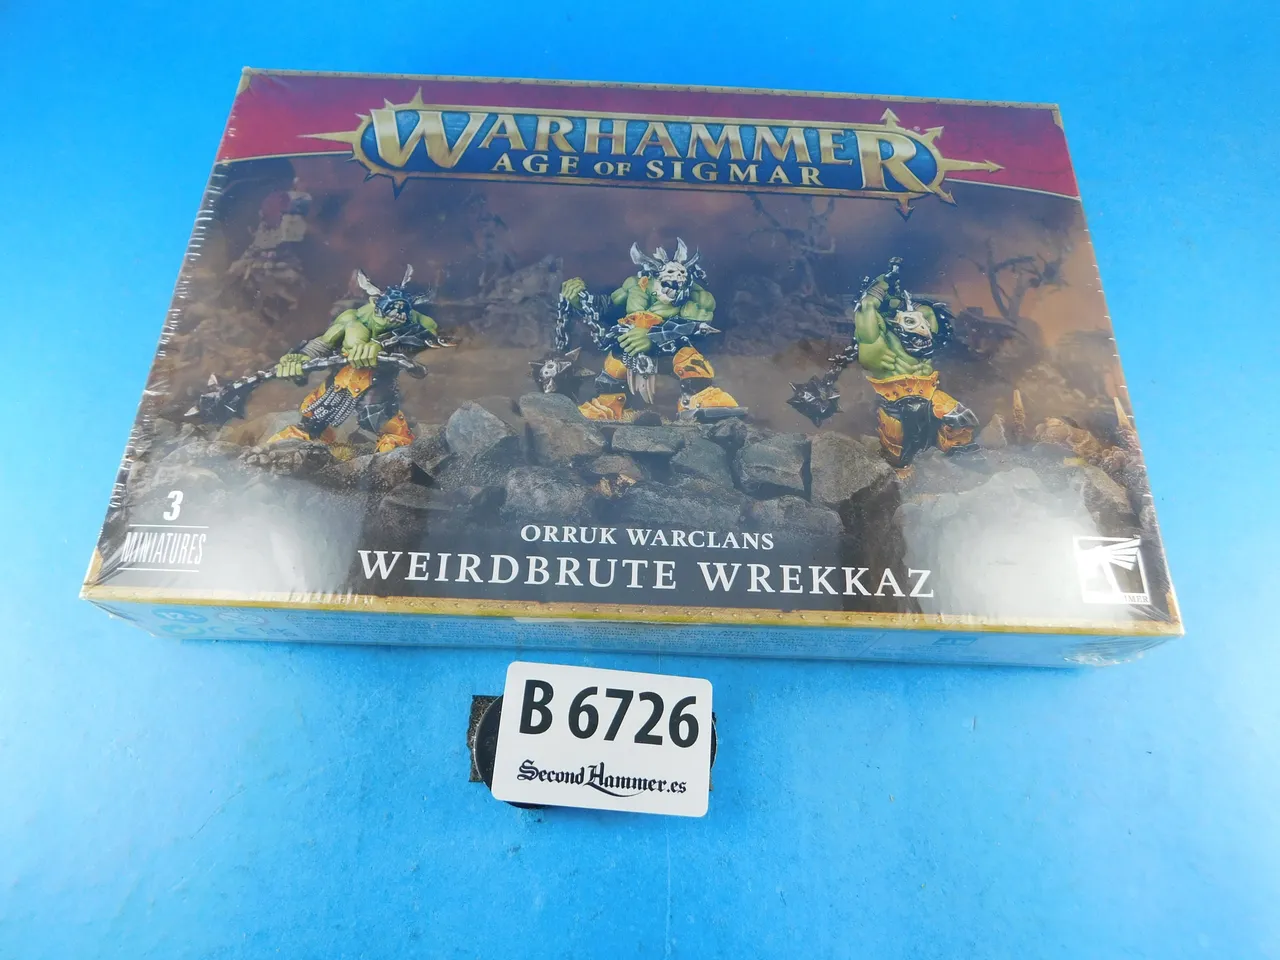 WARHAMMER
AGE OF SIGMAR
3
MINIATURES
ORRUK WARCLANS
WEIRDBRUTE WREKKAZ
B 6726
SecondHammer.es